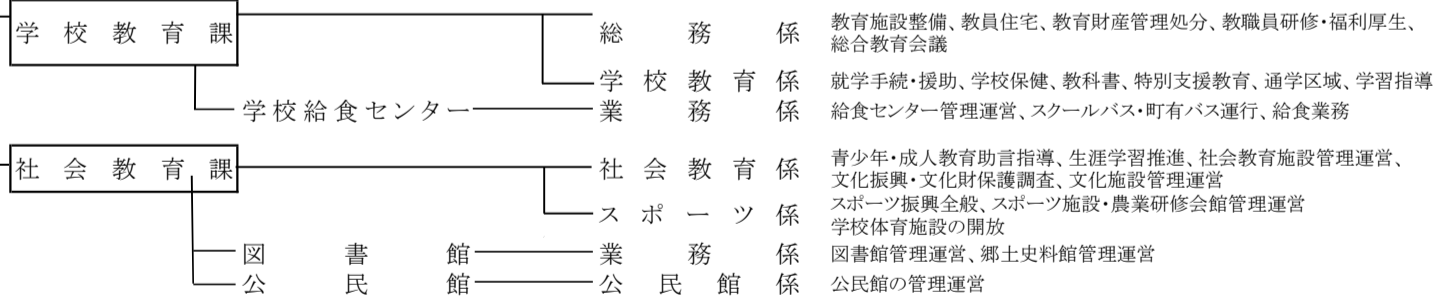 学校教育課
総務係
教育施設整備、教員住宅、教育財産管理処分、教職員研修・福利厚生、
総合教育会議
学校教育係
就学手続・援助、学校保健、教科書、特別支援教育、通学区域、学習指導
学校給食センター
業務係
給食センター管理運営、スクールバス・町有バス運行、給食業務
社会教育課
社会教育係
青少年・成人教育助言指導、生涯学習推進、社会教育施設管理運営、
文化振興・文化財保護調査、文化施設管理運営
スポーツ係
スポーツ振興全般、スポーツ施設・農業研修会館管理運営
学校体育施設の開放
図書館
業務係
図書館管理運営、郷土史料館管理運営
公民館
公民館係
公民館の管理運営